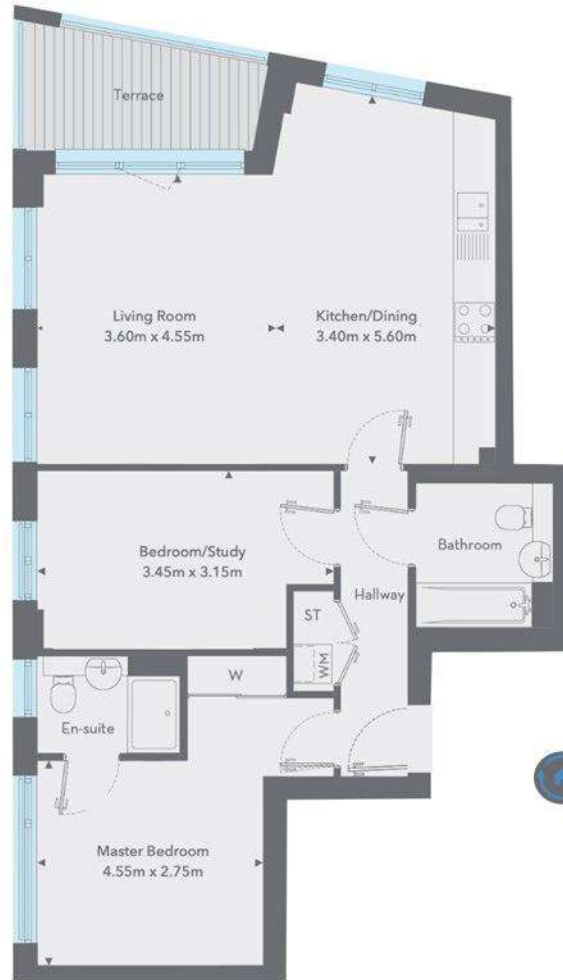 Terrace
Living Room
3.60m x 4.55m
Kitchen/Dining
3.40m x 5.60m
Bedroom/Study
3.45m x 3.15m
Bathroom
Hallway
ST
WM
W
En-suite
Master Bedroom
4.55m x 2.75m